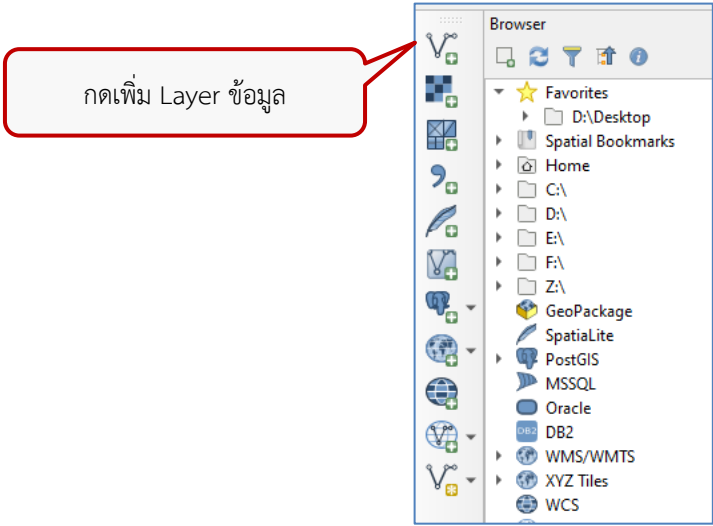 กดเพิ่ม Layer ข้อมูล
Browser
Favorites
D:\Desktop
Spatial Bookmarks
Home
C:\
D:\
E:\
F:\
Z:\
GeoPackage
SpatiaLite
PostGIS
MSSQL
Oracle
DB2 DB2
WMS/WMTS
XYZ Tiles
WCS